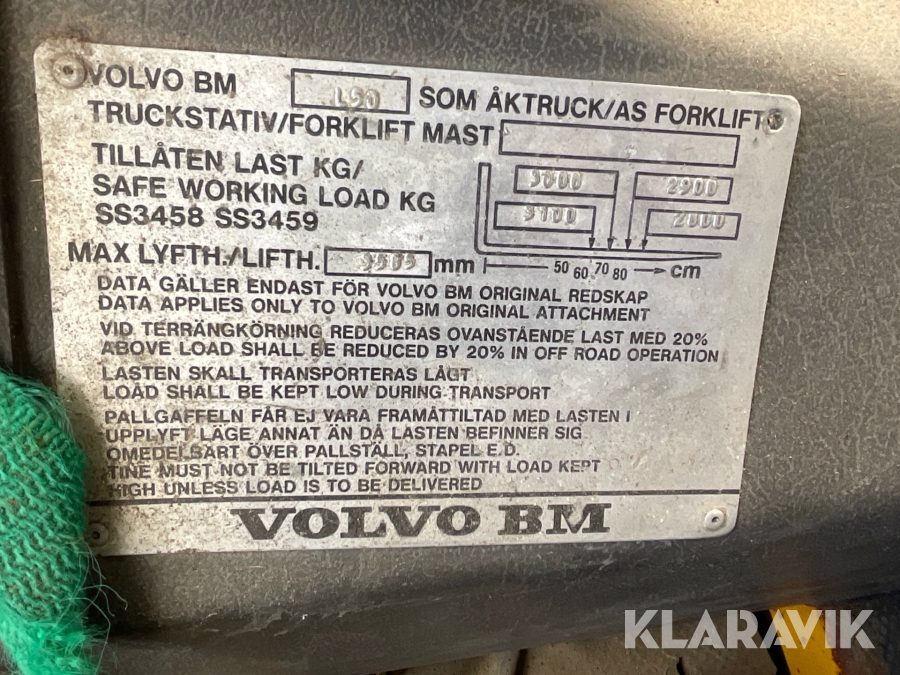 VOLVO BM L90 SOM ÅKTRUCK/AS FORKLIFT
TRUCKSTATIV/FORKLIFT MAST
TILLÅTEN LAST KG/
SAFE WORKING LOAD KG
SS3458 SS3459
3000 2900
3100 2800
MAX LYFTH./LIFTH. mm
50 60 70 80 cm
DATA GÄLLER ENDAST FÖR VOLVO BM ORIGINAL REDSKAP
DATA APPLIES ONLY TO VOLVO BM ORIGINAL ATTACHMENT
VID TERRÄNGKÖRNING REDUCERAS OVANSTÅENDE LAST MED 20%
ABOVE LOAD SHALL BE REDUCED BY 20% IN OFF ROAD OPERATION
LASTEN SKALL TRANSPORTERAS LÅGT
LOAD SHALL BE KEPT LOW DURING TRANSPORT
PALLGAFFELN FÅR EJ VARA FRAMÅTTILTAD MED LASTEN I
UPPLYFT LÄGE ANNAT ÄN DÅ LASTEN BEFINNER SIG
OMEDELBART ÖVER PALLSTÄLL, STAPEL E.D.
TINE MUST NOT BE TILTED FORWARD WITH LOAD KEPT
HIGH UNLESS LOAD IS TO BE DELIVERED
VOLVO BM
KLARAVIK